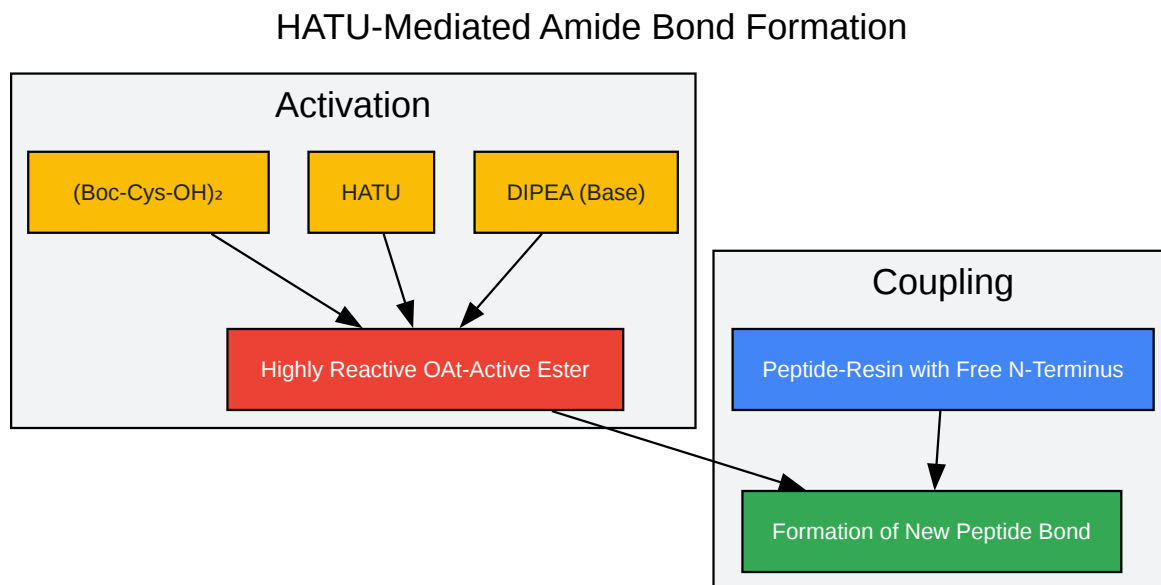 HATU-Mediated Amide Bond Formation
Activation
(Boc-Cys-OH)₂
HATU
DIPEA (Base)
Highly Reactive OAt-Active Ester
Coupling
Peptide-Resin with Free N-Terminus
Formation of New Peptide Bond